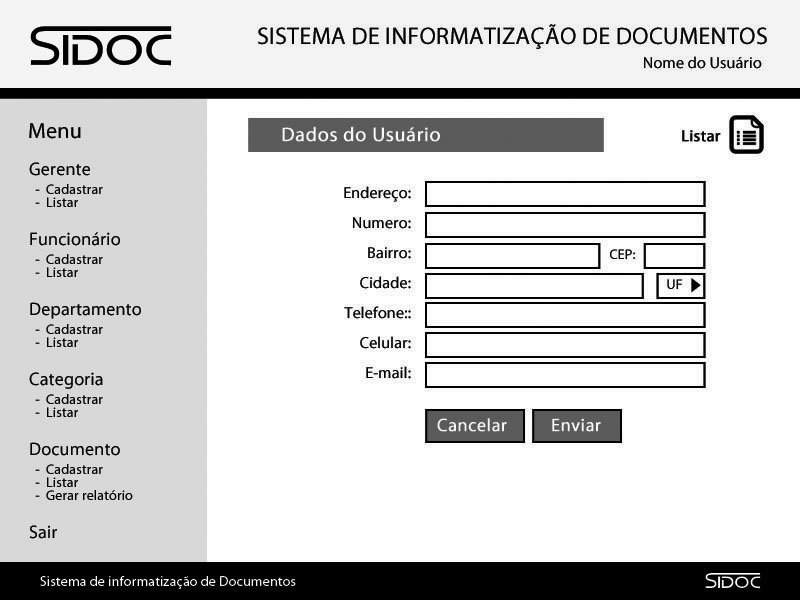 SIDOC
SISTEMA DE INFORMATIZAÇÃO DE DOCUMENTOS
Nome do Usuário
Menu
Gerente
- Cadastrar
- Listar
Funcionário
- Cadastrar
- Listar
Departamento
- Cadastrar
- Listar
Categoria
- Cadastrar
- Listar
Documento
- Cadastrar
- Listar
- Gerar relatório
Sair
Dados do Usuário
Listar
Endereço:
Numero:
Bairro: CEP:
Cidade: UF
Telefone::
Celular:
E-mail:
Cancelar Enviar
Sistema de informatização de Documentos
SIDOC